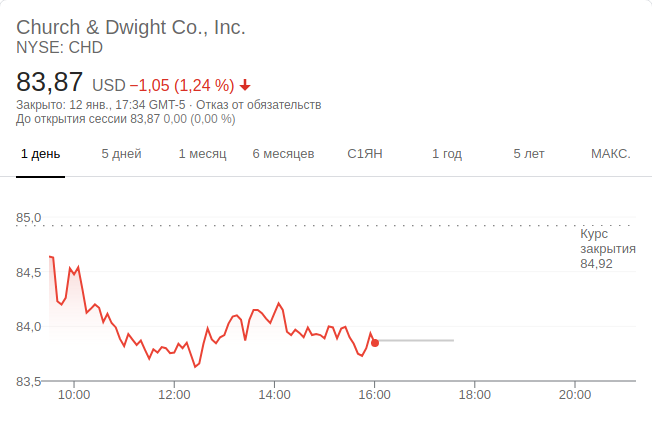 Church & Dwight Co., Inc.
NYSE: CHD
83,87 USD −1,05 (1,24 %)
Закрыто: 12 янв., 17:34 GMT-5 · Отказ от обязательств
До открытия сессии 83,87 0,00 (0,00 %)
1 день 5 дней 1 месяц 6 месяцев С1ЯН 1 год 5 лет МАКС.
85,0
Курс
закрытия
84,92
84,5
84,0
83,5
10:00 12:00 14:00 16:00 18:00 20:00